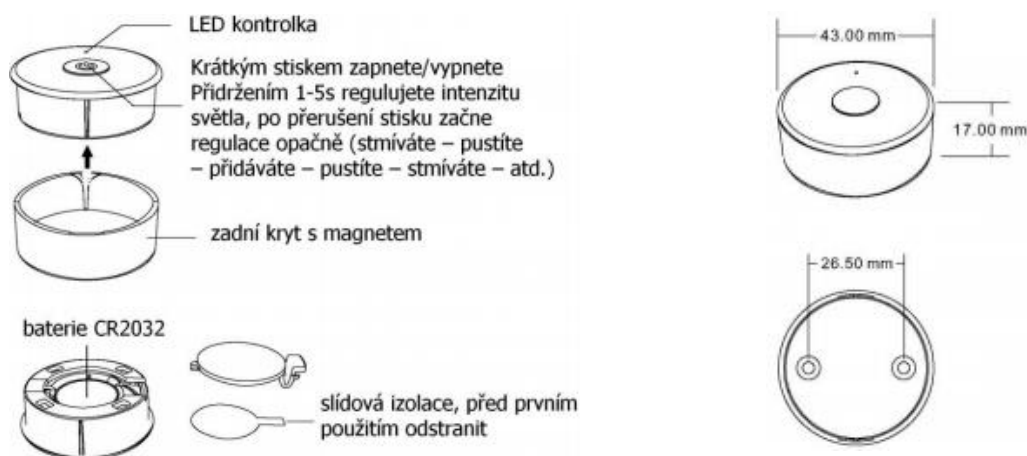 LED kontrolka
Krátkým stiskem zapnete/vypnete
Přidržením 1-5s regulujete intenzitu
světla, po přerušení stisku začne
regulace opačně (stmíváte – pustíte
– přidáváte – pustíte – stmíváte – atd.)
zadní kryt s magnetem
baterie CR2032
slídová izolace, před prvním
použitím odstranit
43.00 mm
17.00 mm
26.50 mm